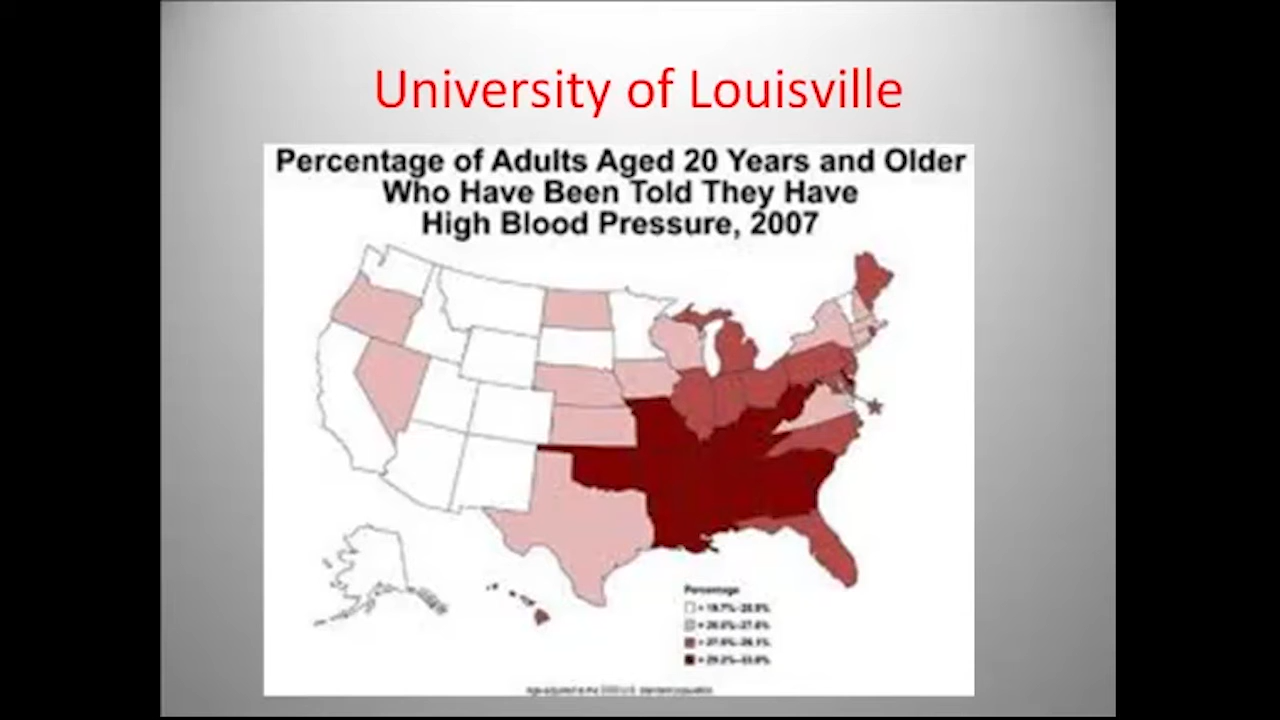 University of Louisville
Percentage of Adults Aged 20 Years and Older
Who Have Been Told They Have
High Blood Pressure, 2007
Percentage